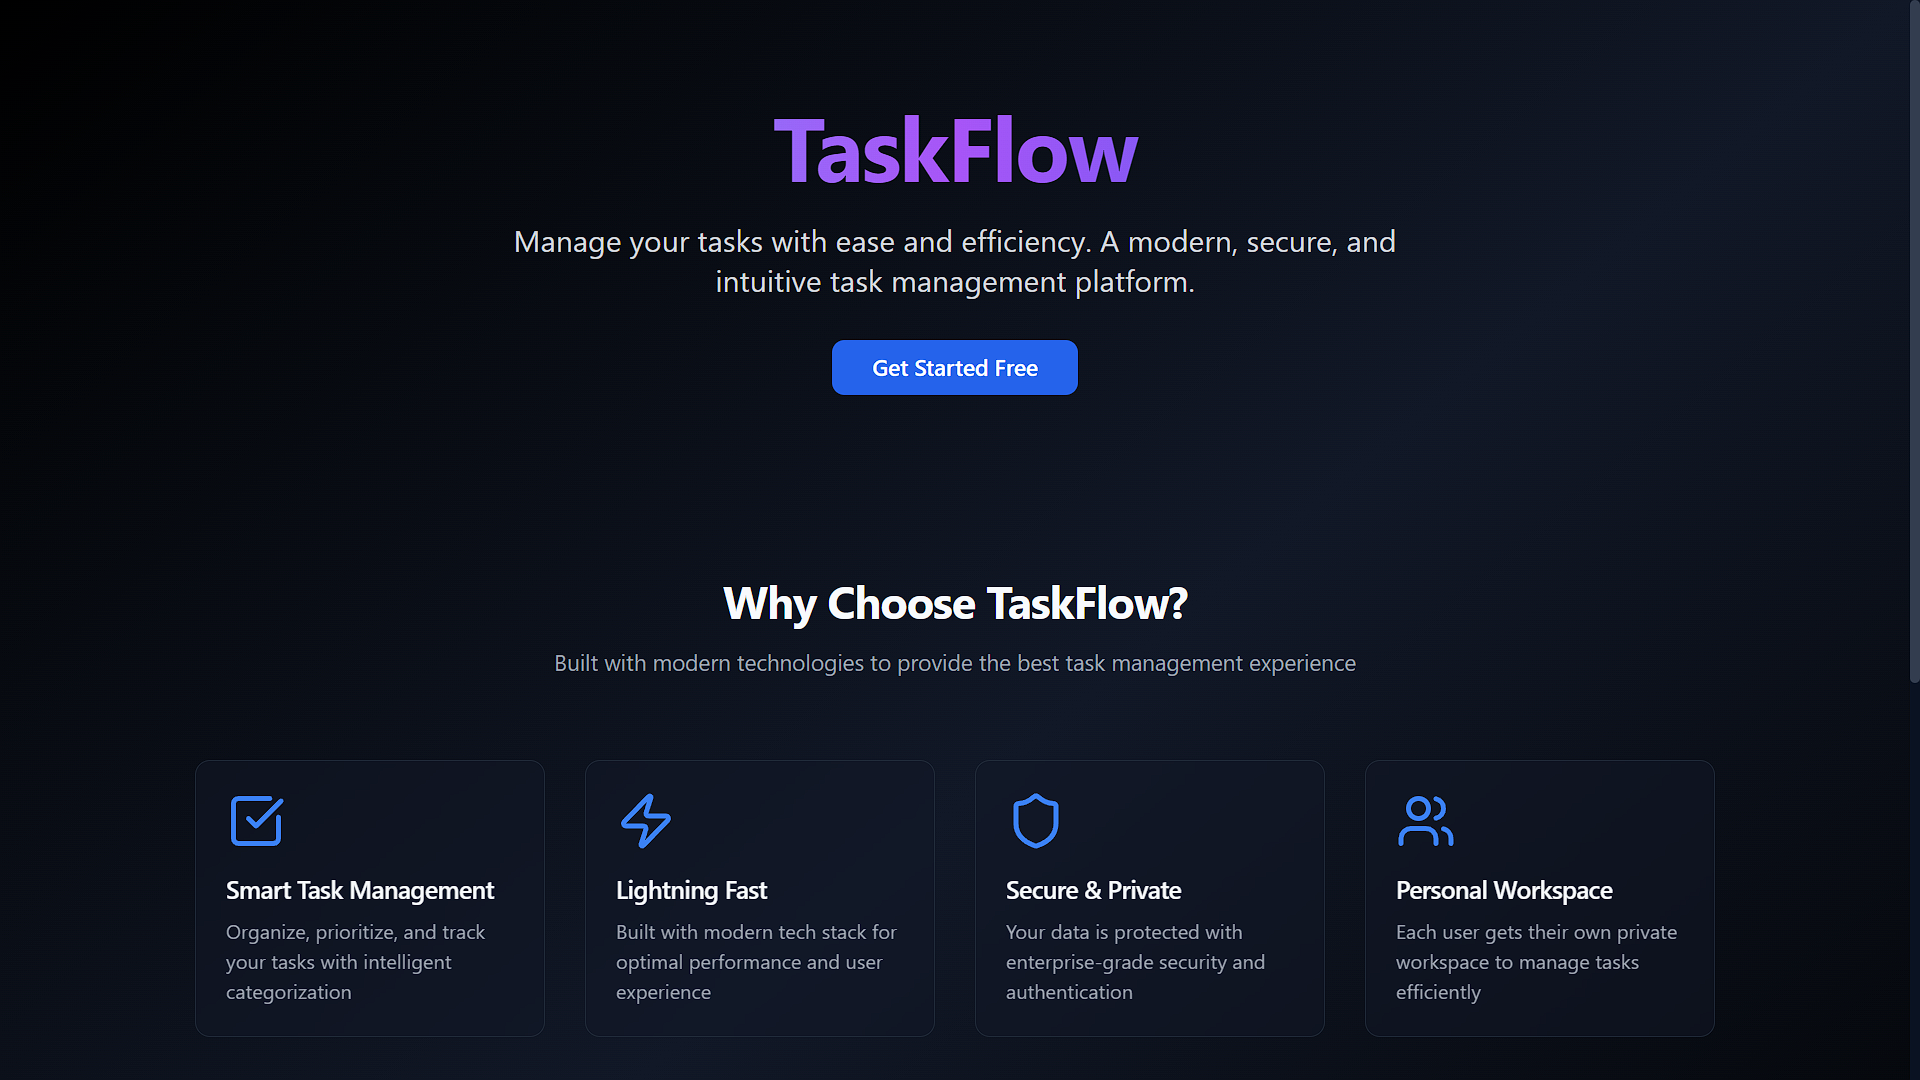 TaskFlow
Manage your tasks with ease and efficiency. A modern, secure, and
intuitive task management platform.
Get Started Free
Why Choose TaskFlow?
Built with modern technologies to provide the best task management experience
Smart Task Management
Organize, prioritize, and track
your tasks with intelligent
categorization
Lightning Fast
Built with modern tech stack for
optimal performance and user
experience
Secure & Private
Your data is protected with
enterprise-grade security and
authentication
Personal Workspace
Each user gets their own private
workspace to manage tasks
efficiently